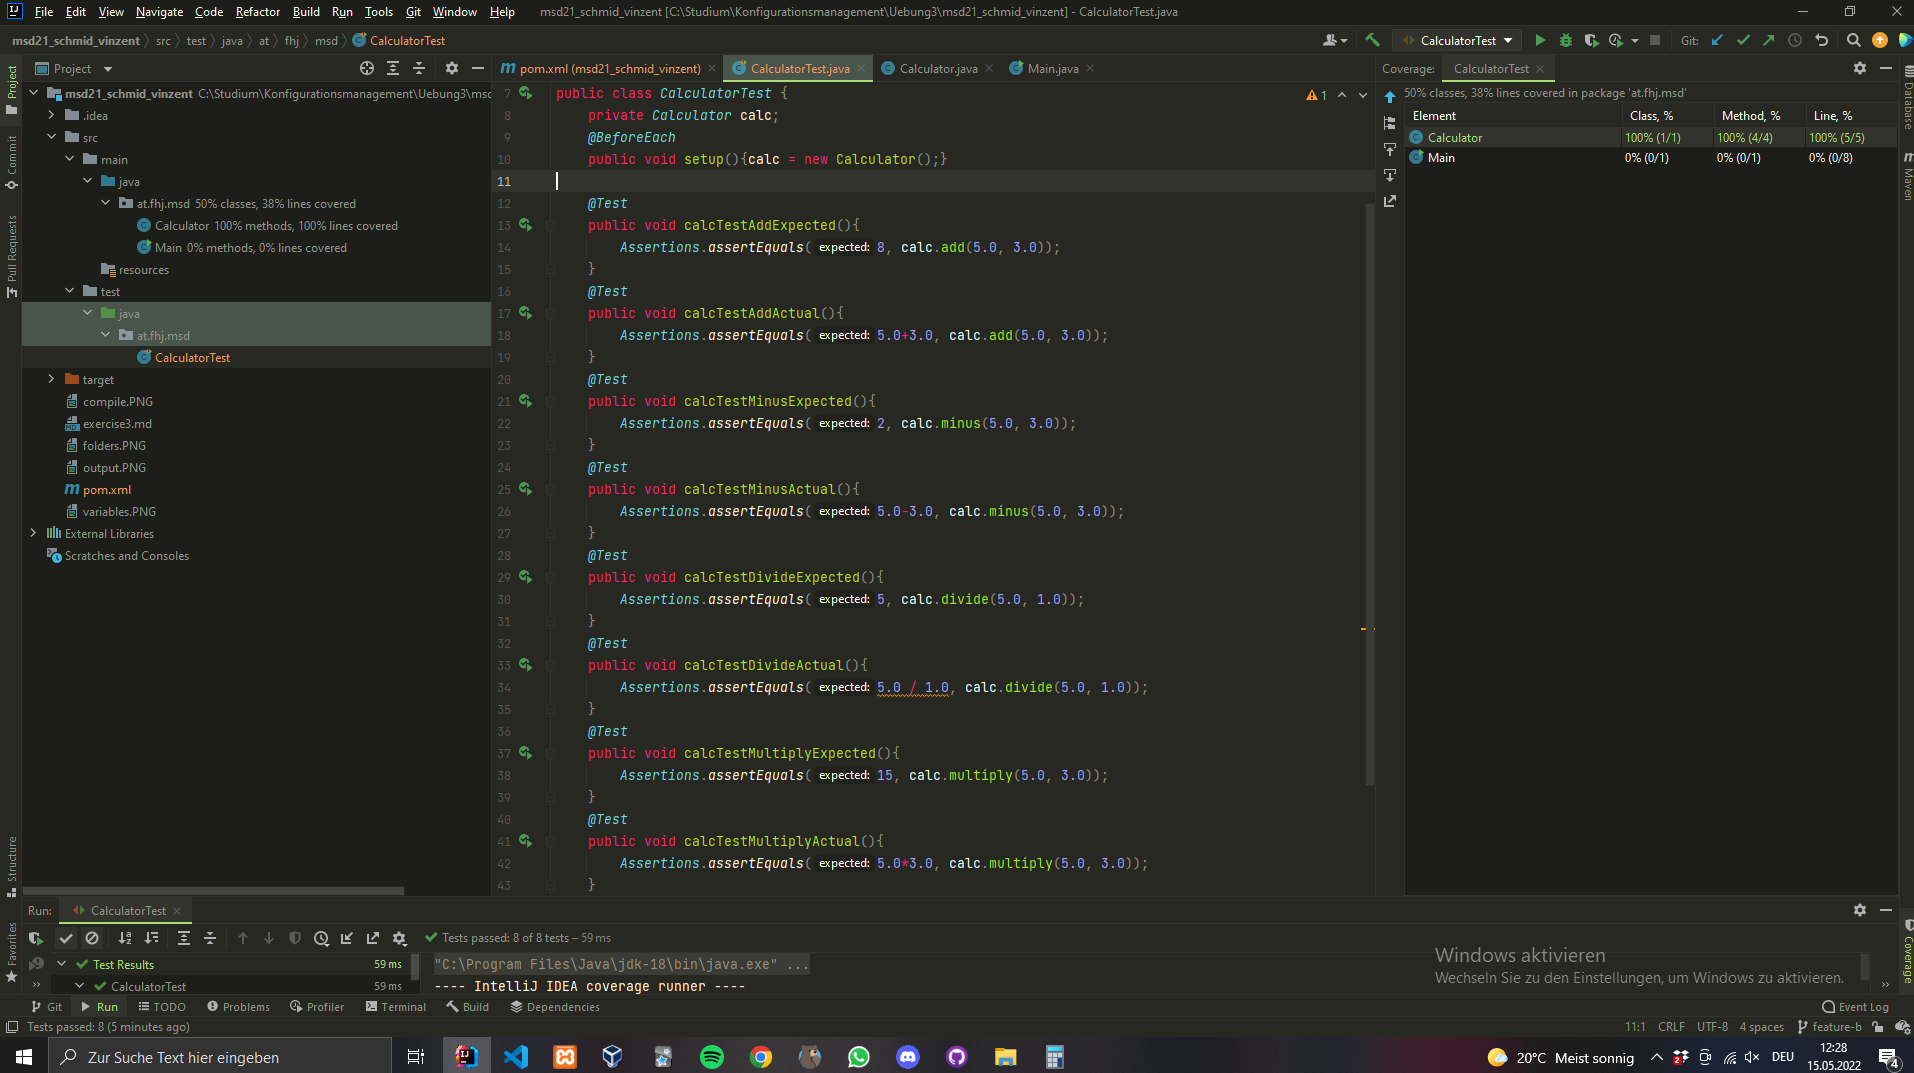 File Edit View Navigate Code Refactor Build Run Tools Git Window Help msd21_schmid_vinzent [C:\Studium\Konfigurationsmanagement\Uebung3\msd21_schmid_vinzent] - CalculatorTest.java
msd21_schmid_vinzent src test java at fhj msd CalculatorTest
CalculatorTest Git:
Project
pom.xml (msd21_schmid_vinzent) CalculatorTest.java Calculator.java Main.java
Coverage: CalculatorTest
Project
Commit
Pull Requests
Structure
Favorites
msd21_schmid_vinzent C:\Studium\Konfigurationsmanagement\Uebung3\msd
.idea
src
main
java
at.fhj.msd 50% classes, 38% lines covered
Calculator 100% methods, 100% lines covered
Main 0% methods, 0% lines covered
resources
test
java
at.fhj.msd
CalculatorTest
target
compile.PNG
exercise3.md
folders.PNG
output.PNG
pom.xml
variables.PNG
External Libraries
Scratches and Consoles
1
7 public class CalculatorTest {
8 private Calculator calc;
9 @BeforeEach
10 public void setup(){calc = new Calculator();}
11
12 @Test
13 public void calcTestAddExpected(){
14 Assertions.assertEquals( expected: 8, calc.add(5.0, 3.0));
15 }
16 @Test
17 public void calcTestAddActual(){
18 Assertions.assertEquals( expected: 5.0+3.0, calc.add(5.0, 3.0));
19 }
20 @Test
21 public void calcTestMinusExpected(){
22 Assertions.assertEquals( expected: 2, calc.minus(5.0, 3.0));
23 }
24 @Test
25 public void calcTestMinusActual(){
26 Assertions.assertEquals( expected: 5.0-3.0, calc.minus(5.0, 3.0));
27 }
28 @Test
29 public void calcTestDivideExpected(){
30 Assertions.assertEquals( expected: 5, calc.divide(5.0, 1.0));
31 }
32 @Test
33 public void calcTestDivideActual(){
34 Assertions.assertEquals( expected: 5.0 / 1.0, calc.divide(5.0, 1.0));
35 }
36 @Test
37 public void calcTestMultiplyExpected(){
38 Assertions.assertEquals( expected: 15, calc.multiply(5.0, 3.0));
39 }
40 @Test
41 public void calcTestMultiplyActual(){
42 Assertions.assertEquals( expected: 5.0*3.0, calc.multiply(5.0, 3.0));
43 }
50% classes, 38% lines covered in package 'at.fhj.msd'
Element Class, % Method, % Line, %
Calculator 100% (1/1) 100% (4/4) 100% (5/5)
Main 0% (0/1) 0% (0/1) 0% (0/8)
Database
Maven
Coverage
Run: CalculatorTest
Tests passed: 8 of 8 tests – 59 ms
Test Results 59 ms
CalculatorTest 59 ms
"C:\Program Files\Java\jdk-18\bin\java.exe" ...
---- IntelliJ IDEA coverage runner ----
Windows aktivieren
Wechseln Sie zu den Einstellungen, um Windows zu aktivieren.
Git Run TODO Problems Profiler Terminal Build Dependencies Event Log
Tests passed: 8 (5 minutes ago) 11:1 CRLF UTF-8 4 spaces feature-b
Zur Suche Text hier eingeben
20°C Meist sonnig DEU
12:28
15.05.2022
4